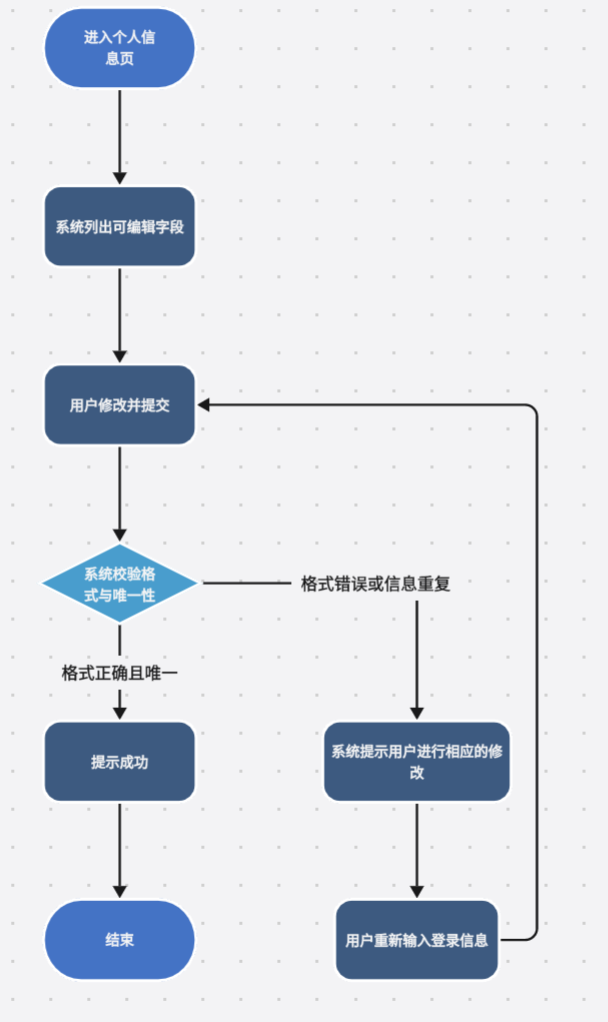 进入个人信
息页
系统列出可编辑字段
用户修改并提交
系统校验格
式与唯一性
格式错误或信息重复
格式正确且唯一
提示成功
系统提示用户进行相应的修
改
结束
用户重新输入登录信息